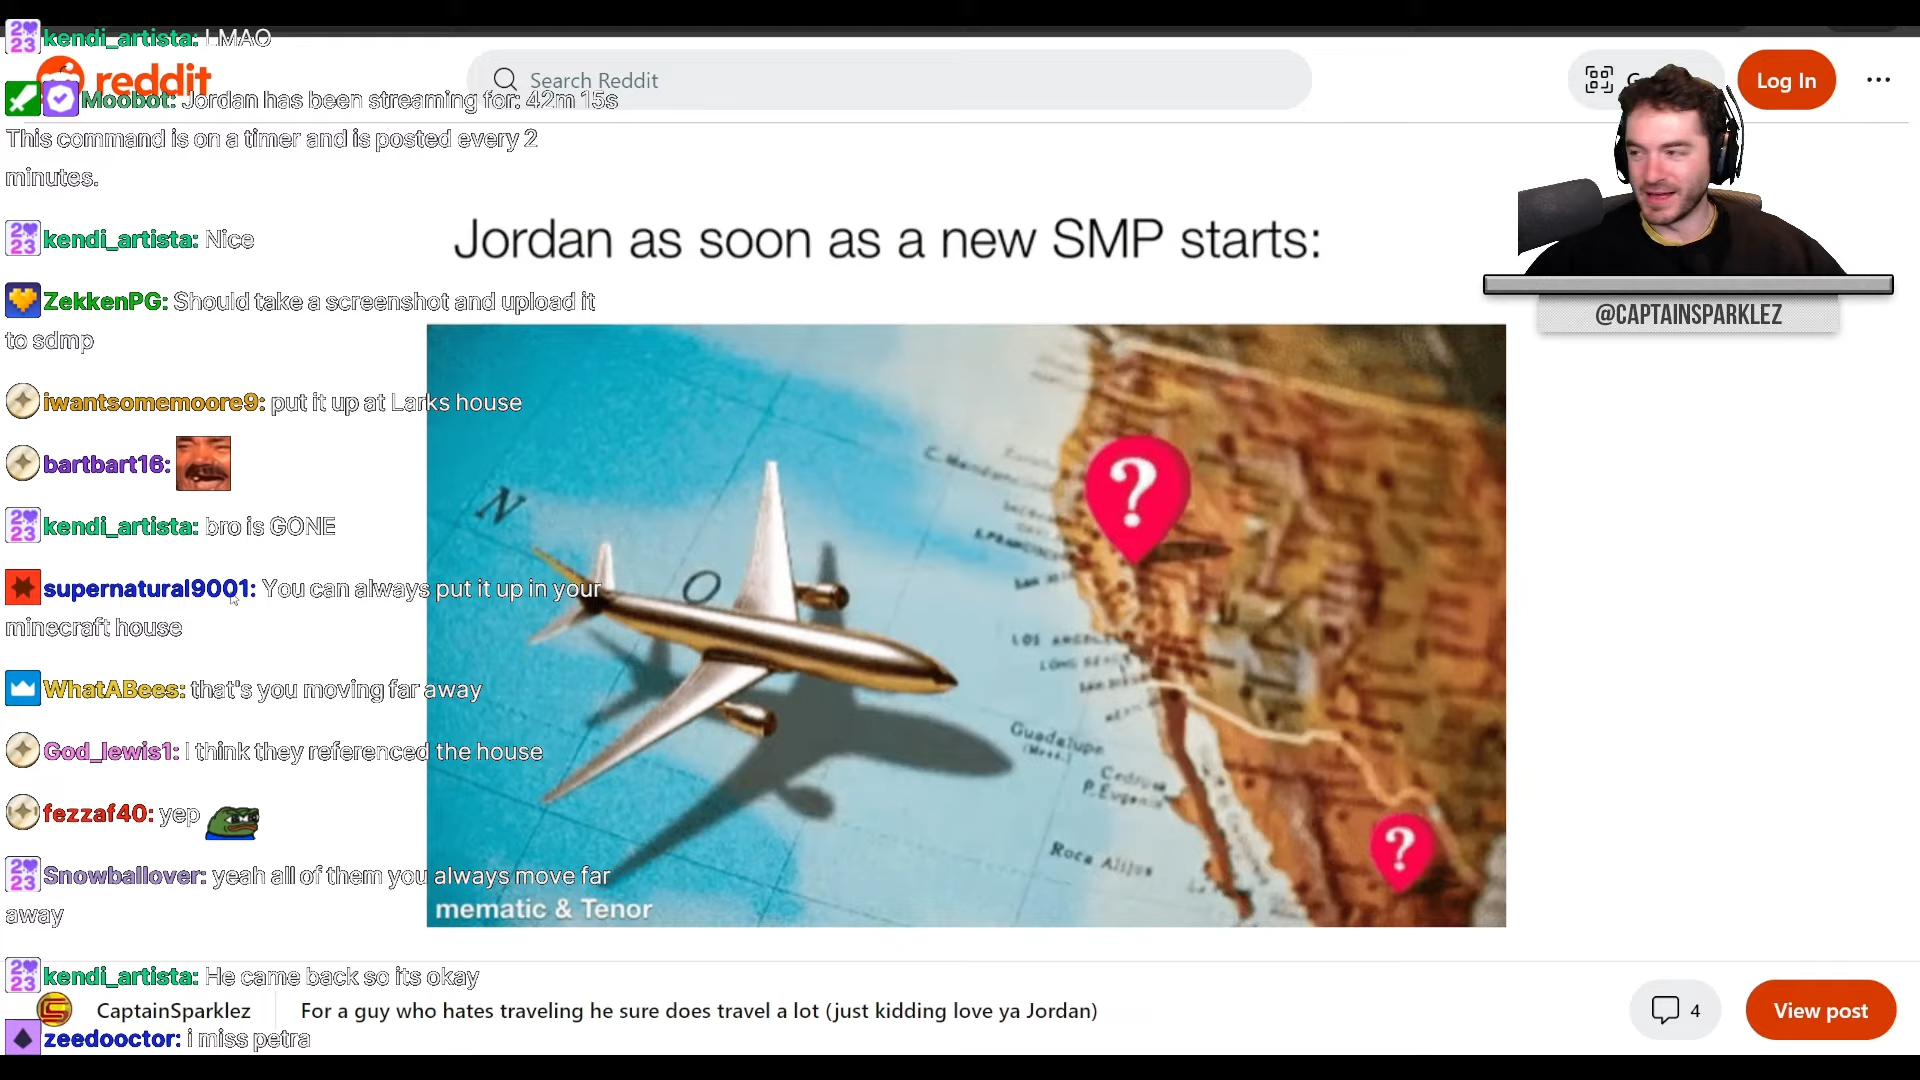 kendi_artista: LMAO
reddit
Search Reddit
Log In
Moobot: Jordan has been streaming for: 42m 15s
This command is on a timer and is posted every 2
minutes.
kendi_artista: Nice
Jordan as soon as a new SMP starts:
@CAPTAINSPARKLEZ
ZekkenPG: Should take a screenshot and upload it
to sdmp
iwantsomemoore9: put it up at Larks house
bartbart16:
kendi_artista: bro is GONE
supernatural9001: You can always put it up in your
minecraft house
WhatABees: that's you moving far away
God_lewis1: I think they referenced the house
fezzaf40: yep
Snowballover: yeah all of them you always move far
away
N
O
?
Guadalupe
?
Roca Alijos
mematic & Tenor
kendi_artista: He came back so its okay
CaptainSparklez
For a guy who hates traveling he sure does travel a lot (just kidding love ya Jordan)
4
View post
zeedooctor: i miss petra